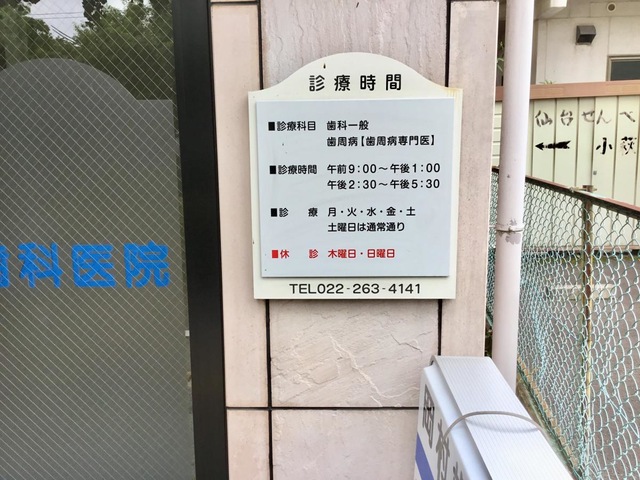 診療時間
■診療科目 歯科一般
歯周病【歯周病専門医】
■診療時間 午前9:00〜午後1:00
午後2:30〜午後5:30
■診 療 月・火・水・金・土
土曜日は通常通り
■休 診 木曜日・日曜日
TEL022-263-4141
歯科医院
仙台せんべ
← 小